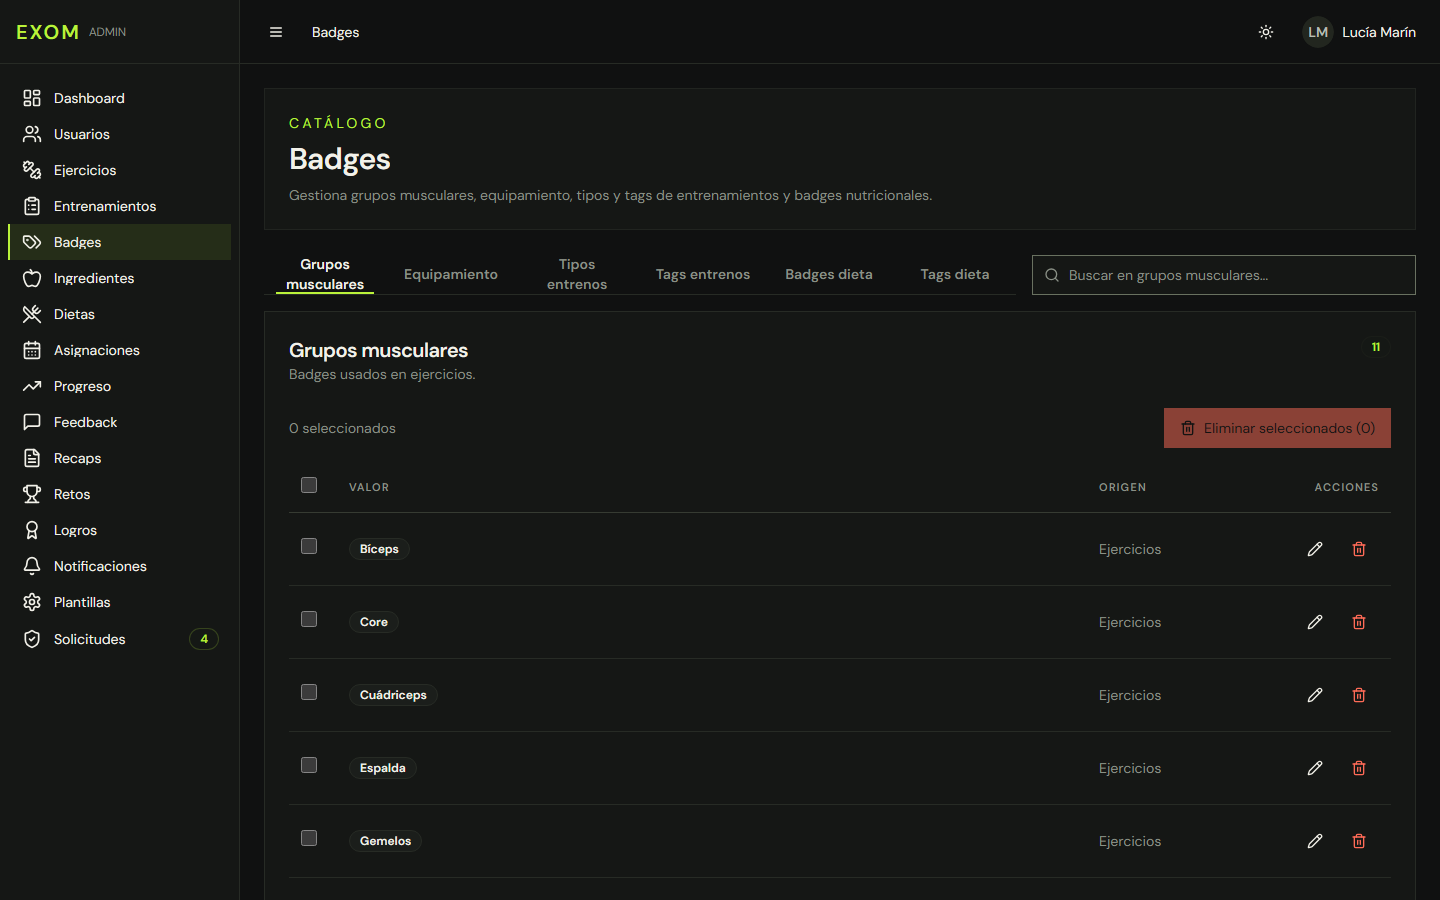 EXOM ADMIN
Badges
LM Lucía Marín
Dashboard
Usuarios
Ejercicios
Entrenamientos
Badges
Ingredientes
Dietas
Asignaciones
Progreso
Feedback
Recaps
Retos
Logros
Notificaciones
Plantillas
Solicitudes 4
CATÁLOGO
Badges
Gestiona grupos musculares, equipamiento, tipos y tags de entrenamientos y badges nutricionales.
Grupos
musculares
Equipamiento
Tipos
entrenos
Tags entrenos
Badges dieta
Tags dieta
Buscar en grupos musculares...
Grupos musculares
11
Badges usados en ejercicios.
0 seleccionados
Eliminar seleccionados (0)
VALOR ORIGEN ACCIONES
Bíceps Ejercicios
Core Ejercicios
Cuádriceps Ejercicios
Espalda Ejercicios
Gemelos Ejercicios